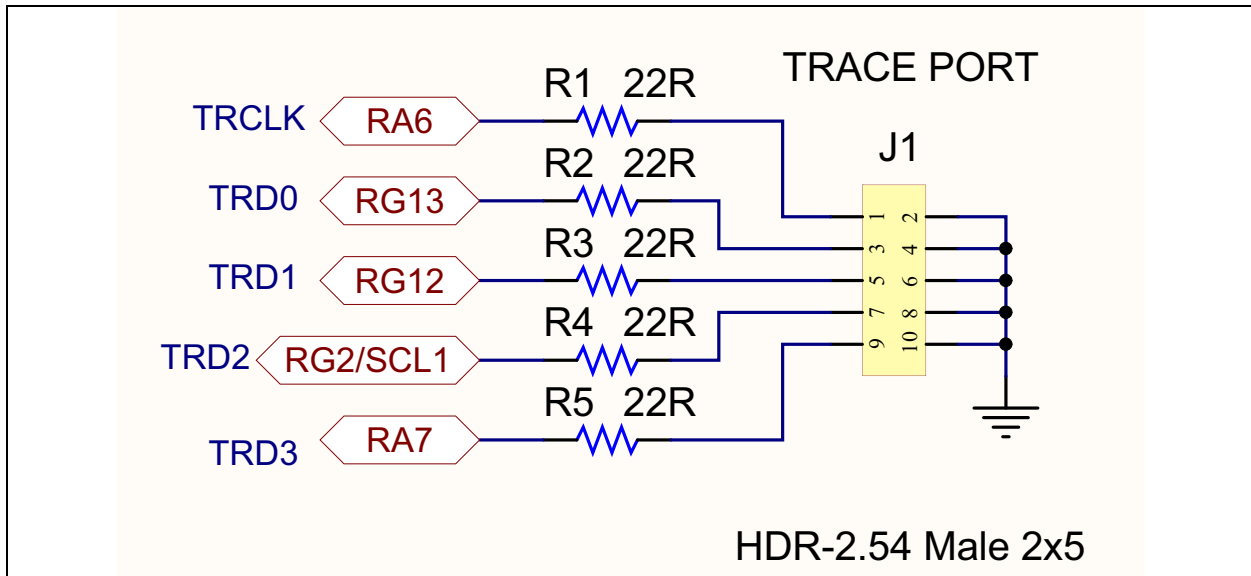 TRACE PORT
R1 22R
TRCLK RA6
J1
R2 22R
TRD0 RG13
1 2
R3 22R
3 4
TRD1 RG12
5 6
R4 22R
7 8
TRD2 RG2/SCL1
9 10
R5 22R
TRD3 RA7
HDR-2.54 Male 2x5